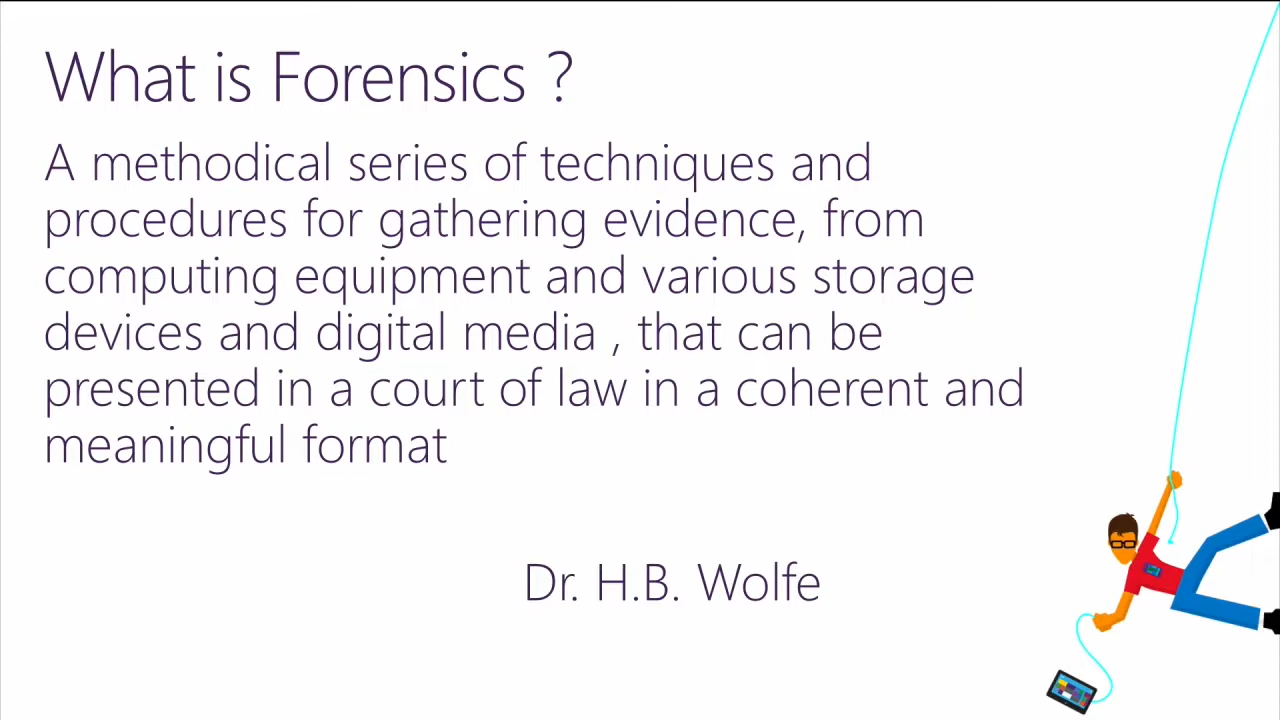 What is Forensics ?
A methodical series of techniques and
procedures for gathering evidence, from
computing equipment and various storage
devices and digital media , that can be
presented in a court of law in a coherent and
meaningful format
Dr. H.B. Wolfe